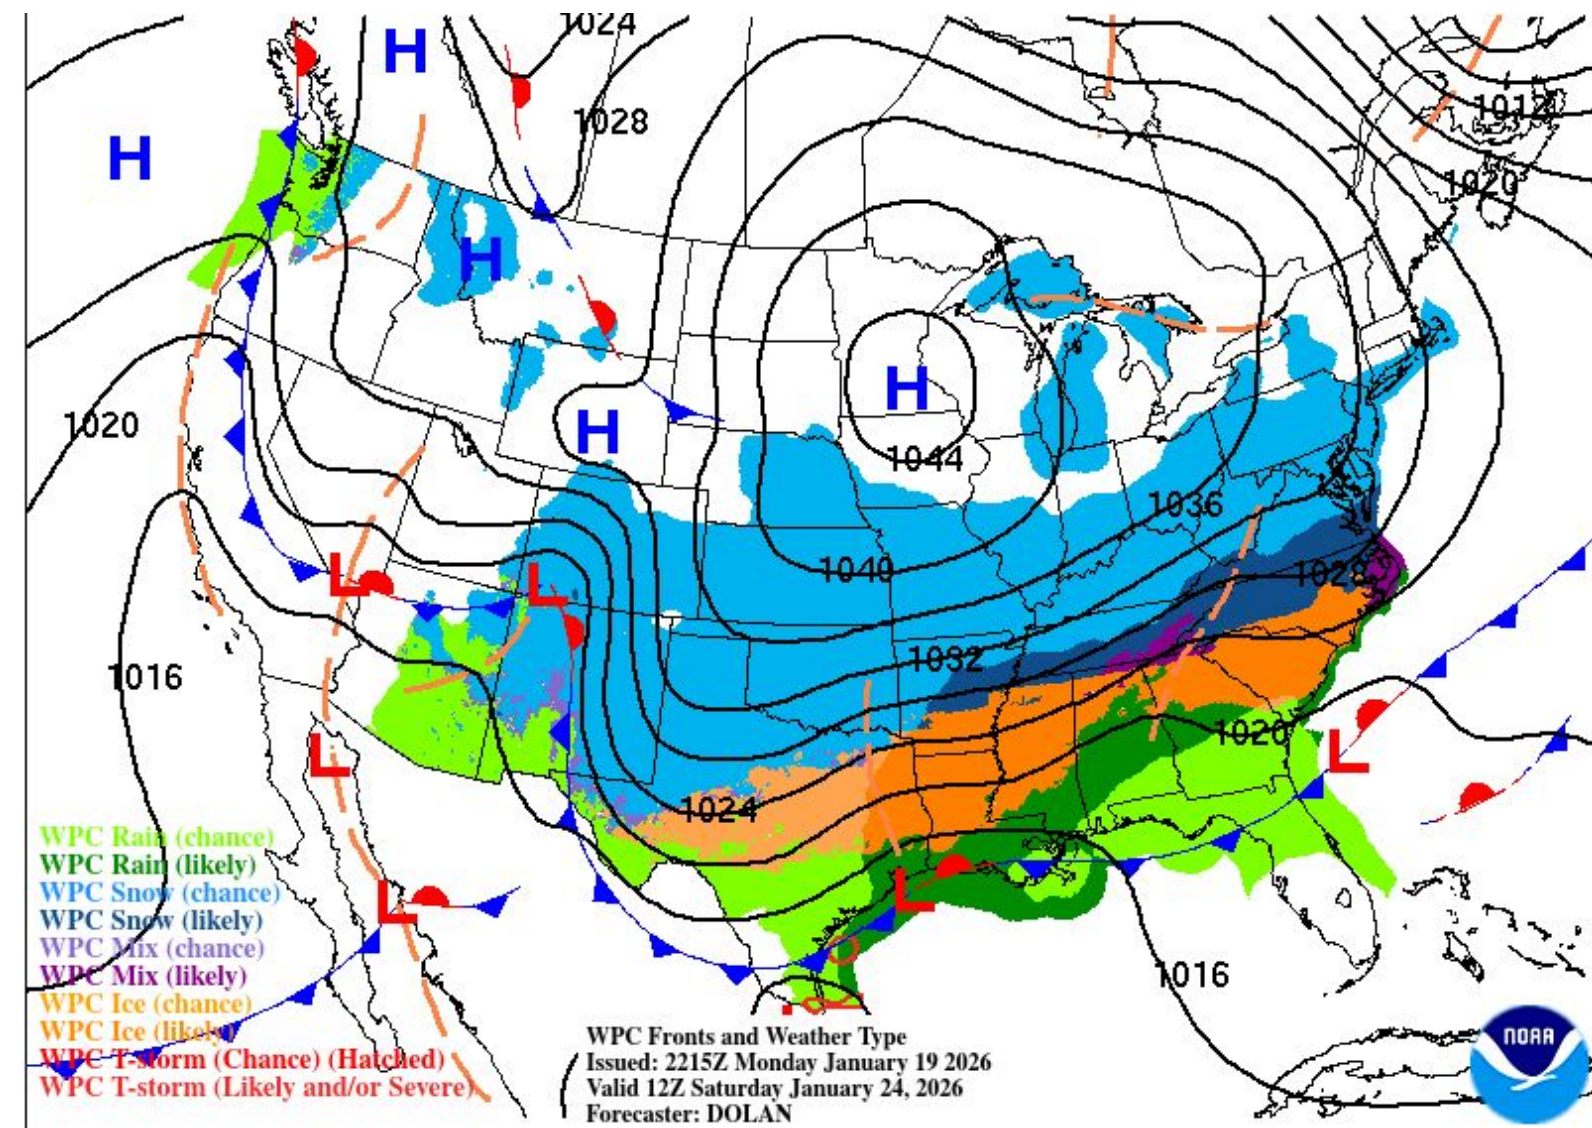 1024
H
H
1012
1028
1020
H
H
H
1020
1044
1036
1040
L
L
1028
1032
1016
L
1020
L
1024
WPC Rain (chance)
WPC Rain (likely)
WPC Snow (chance)
L
WPC Snow (likely)
WPC Mix (chance)
WPC Mix (likely)
1016
WPC Ice (chance)
WPC Ice (likely)
WPC T-storm (Chance) (Hatched)
WPC T-storm (Likely and/or Severe)
L
WPC Fronts and Weather Type
Issued: 2215Z Monday January 19 2026
Valid 12Z Saturday January 24, 2026
Forecaster: DOLAN
NOAA